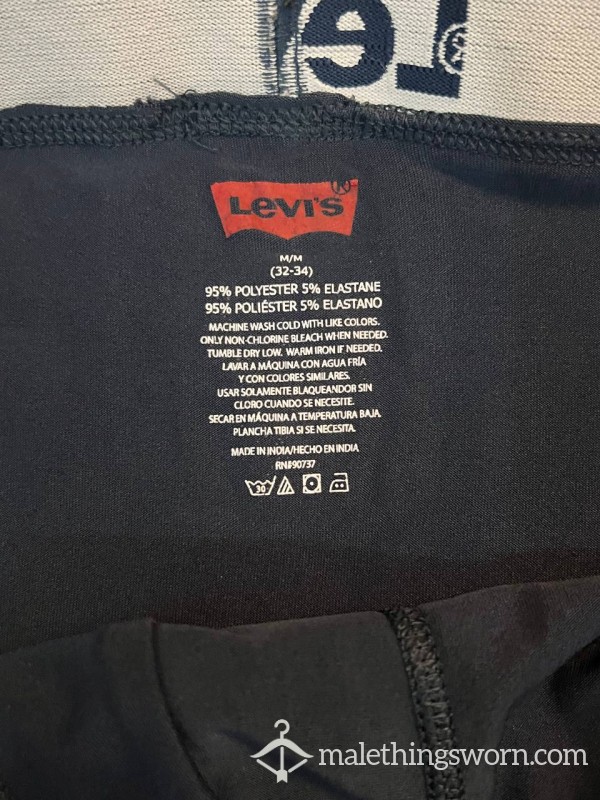 Le®
LEVI'S®
M/M
(32-34)
95% POLYESTER 5% ELASTANE
95% POLIÉSTER 5% ELASTANO
MACHINE WASH COLD WITH LIKE COLORS.
ONLY NON-CHLORINE BLEACH WHEN NEEDED.
TUMBLE DRY LOW. WARM IRON IF NEEDED.
LAVAR A MÁQUINA CON AGUA FRÍA
Y CON COLORES SIMILARES.
USAR SOLAMENTE BLAQUEANDOR SIN
CLORO CUANDO SE NECESITE.
SECAR EN MÁQUINA A TEMPERATURA BAJA.
PLANCHA TIBIA SI SE NECESITA.
MADE IN INDIA/HECHO EN INDIA
RN#90737
30
malethingsworn.com